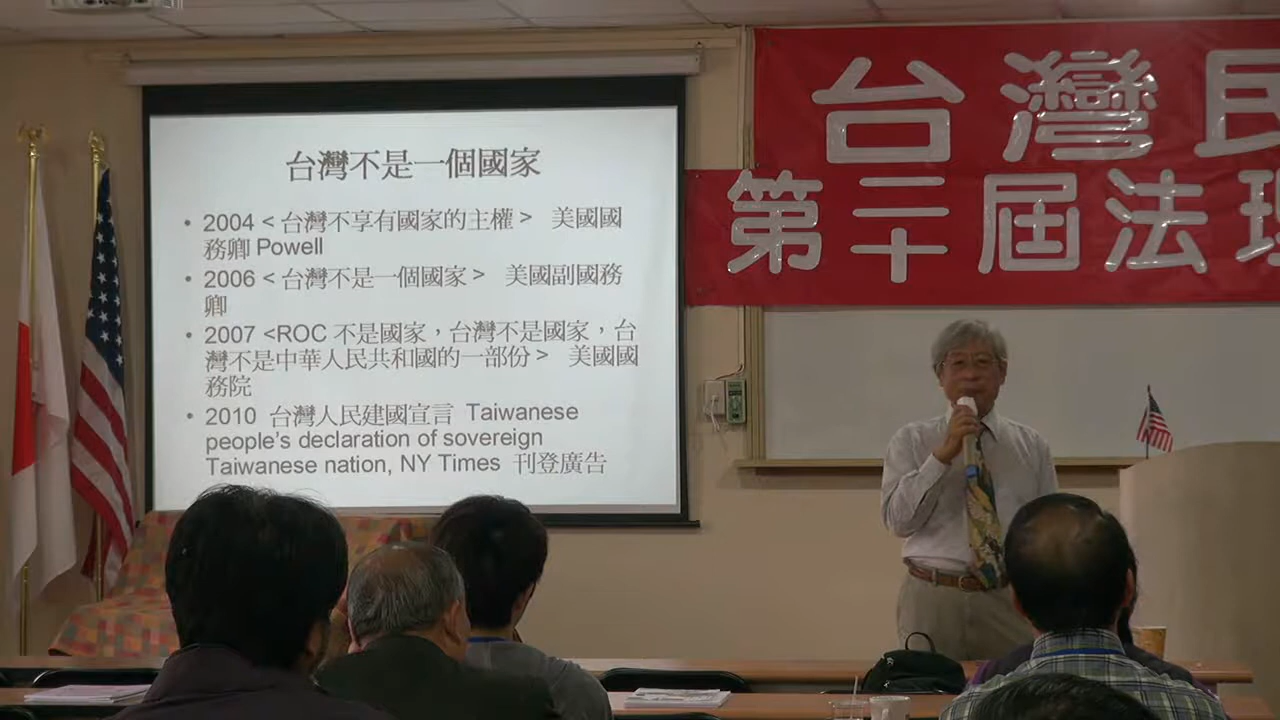 台灣不是一個國家
• 2004 < 台灣不享有國家的主權 > 美國國
務卿 Powell
• 2006 < 台灣不是一個國家 > 美國副國務
卿
• 2007 <ROC 不是國家，台灣不是國家，台
灣不是中華人民共和國的一部份 > 美國國
務院
• 2010 台灣人民建國宣言 Taiwanese
people’s declaration of sovereign
Taiwanese nation, NY Times 刊登廣告
台灣民
第二十屆法理